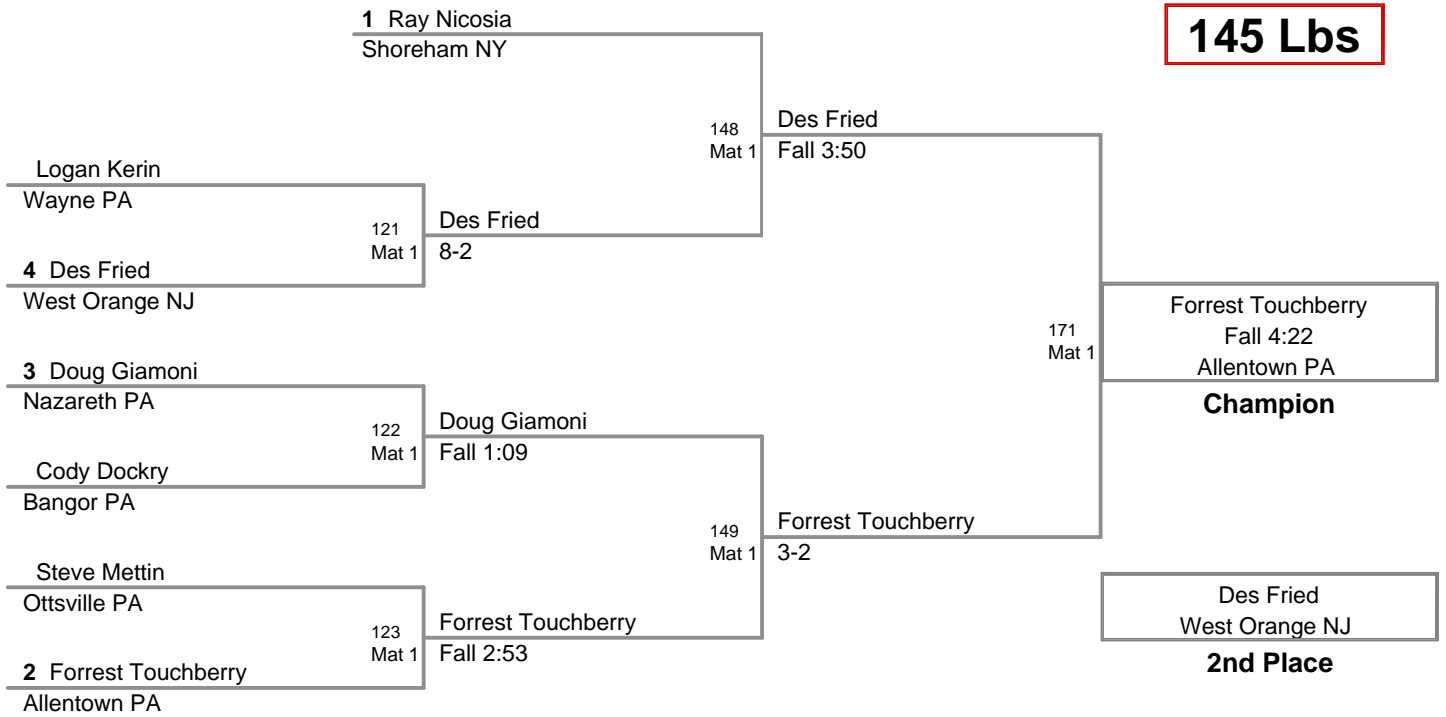 1 Ray Nicosia
Shoreham NY
145 Lbs
148
Mat 1
Des Fried
Fall 3:50
Logan Kerin
Wayne PA
121
Mat 1
Des Fried
8-2
4 Des Fried
West Orange NJ
171
Mat 1
Forrest Touchberry
Fall 4:22
Allentown PA
Champion
3 Doug Giamoni
Nazareth PA
122
Mat 1
Doug Giamoni
Fall 1:09
Cody Dockry
Bangor PA
149
Mat 1
Forrest Touchberry
3-2
Steve Mettin
Ottsville PA
123
Mat 1
Forrest Touchberry
Fall 2:53
2 Forrest Touchberry
Allentown PA
Des Fried
West Orange NJ
2nd Place